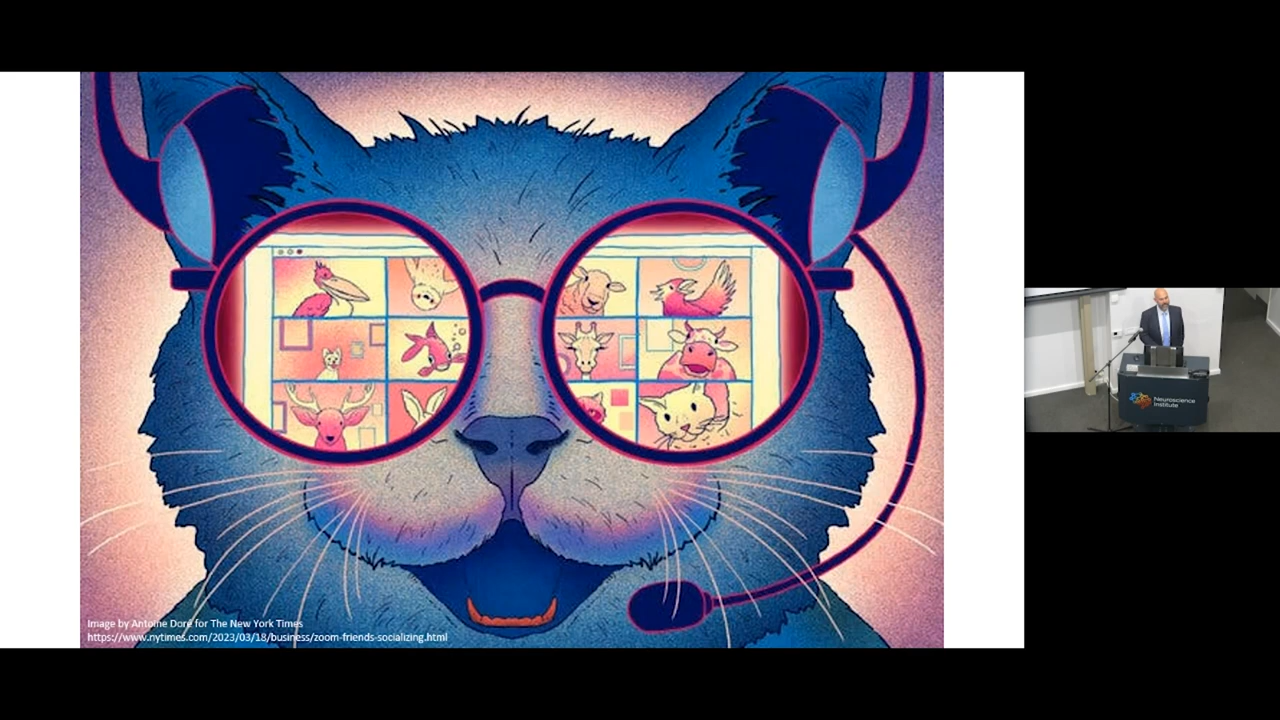 Image by Antoine Doré for The New York Times
https://www.nytimes.com/2023/03/18/business/zoom-friends-socializing.html
Neuroscience
Institute